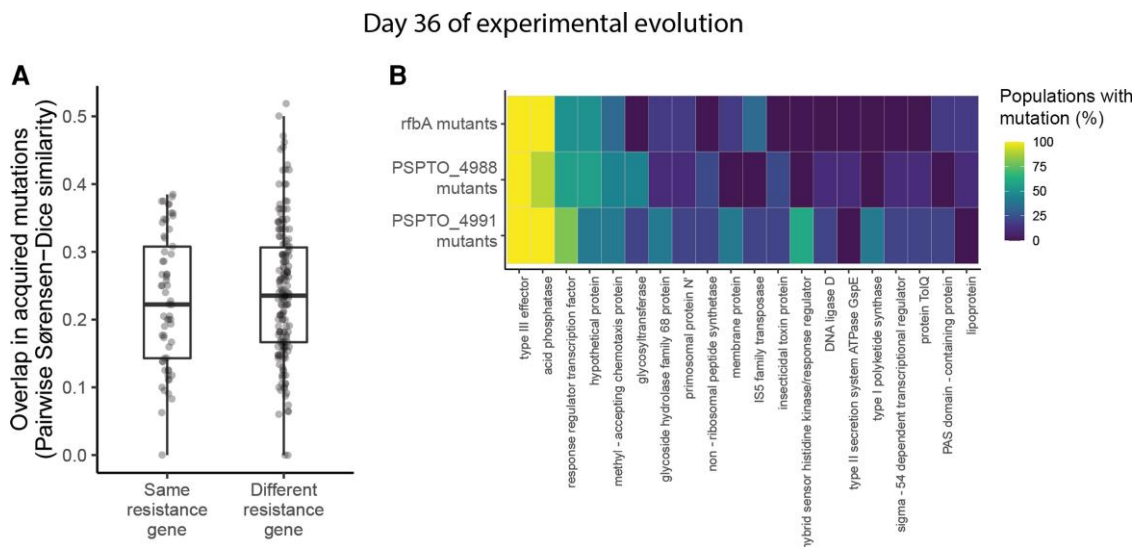 Day 36 of experimental evolution
A
Overlap in acquired mutations
(Pairwise Sørensen–Dice similarity)
0.5
0.4
0.3
0.2
0.1
0.0
Same
resistance
gene
Different
resistance
gene
B
rfbA mutants
PSPTO_4988
mutants
PSPTO_4991
mutants
type III effector
acid phosphatase
response regulator transcription factor
hypothetical protein
methyl - accepting chemotaxis protein
glycosyltransferase
glycoside hydrolase family 68 protein
primosomal protein N'
non - ribosomal peptide synthetase
membrane protein
IS5 family transposase
insecticidal toxin protein
hybrid sensor histidine kinase/response regulator
DNA ligase D
type II secretion system ATPase GspE
type I polyketide synthase
sigma - 54 dependent transcriptional regulator
protein TolQ
PAS domain - containing protein
lipoprotein
Populations with
mutation (%)
100
75
50
25
0